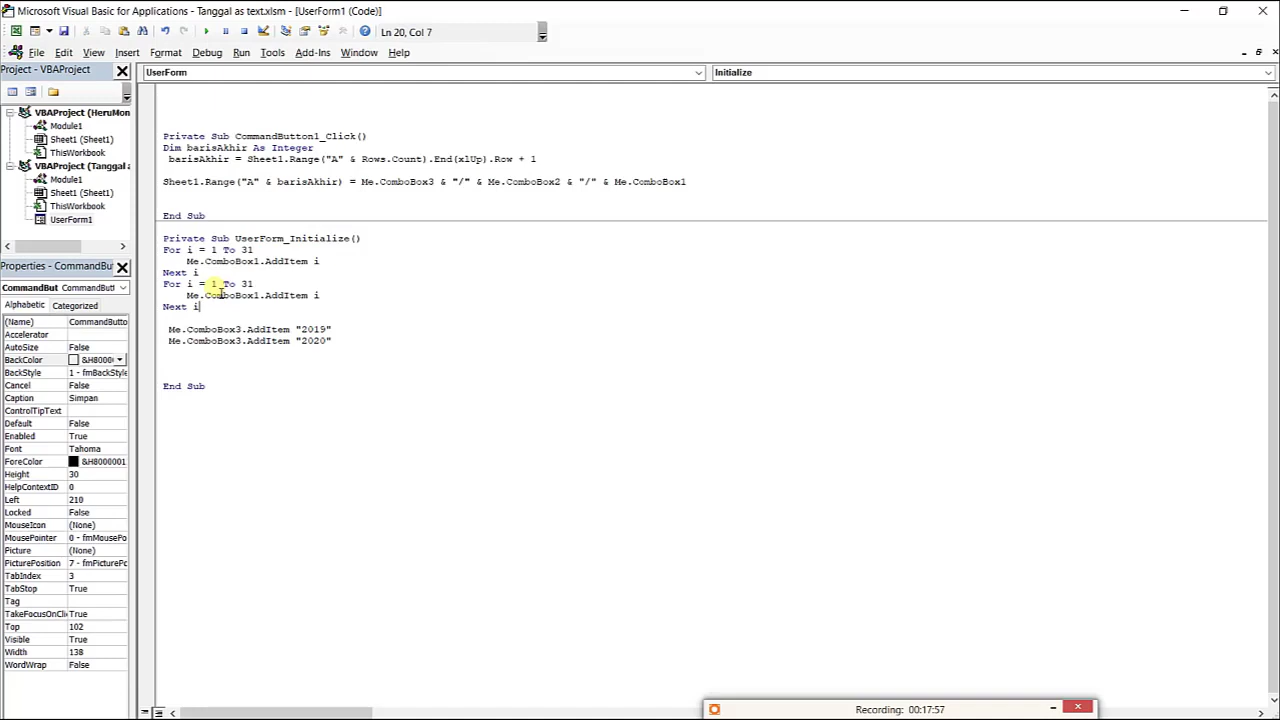 Microsoft Visual Basic for Applications - Tanggal as text.xlsm - [UserForm1 (Code)]
Ln 20, Col 7
File Edit View Insert Format Debug Run Tools Add-Ins Window Help
Project - VBAProject
UserForm
Initialize
VBAProject (HeruMon
Module1
Sheet1 (Sheet1)
ThisWorkbook
VBAProject (Tanggal a
Module1
Sheet1 (Sheet1)
ThisWorkbook
UserForm1
Properties - CommandBut
CommandBut CommandBut
Alphabetic Categorized
(Name) CommandButto
Accelerator
AutoSize False
BackColor &H8000(
BackStyle 1 - fmBackStyle
Cancel False
Caption Simpan
ControlTipText
Default False
Enabled True
Font Tahoma
ForeColor &H8000001
Height 30
HelpContextID 0
Left 210
Locked False
MouseIcon (None)
MousePointer 0 - fmMousePo
Picture (None)
PicturePosition 7 - fmPicturePo
TabIndex 3
TabStop True
Tag
TakeFocusOnCli True
Top 102
Visible True
Width 138
WordWrap False
Private Sub CommandButton1_Click()
Dim barisAkhir As Integer
barisAkhir = Sheet1.Range("A" & Rows.Count).End(xlUp).Row + 1
Sheet1.Range("A" & barisAkhir) = Me.ComboBox3 & "/" & Me.ComboBox2 & "/" & Me.ComboBox1
End Sub
Private Sub UserForm_Initialize()
For i = 1 To 31
Me.ComboBox1.AddItem i
Next i
For i = 1 To 31
Me.ComboBox1.AddItem i
Next i
Me.ComboBox3.AddItem "2019"
Me.ComboBox3.AddItem "2020"
End Sub
Recording: 00:17:57